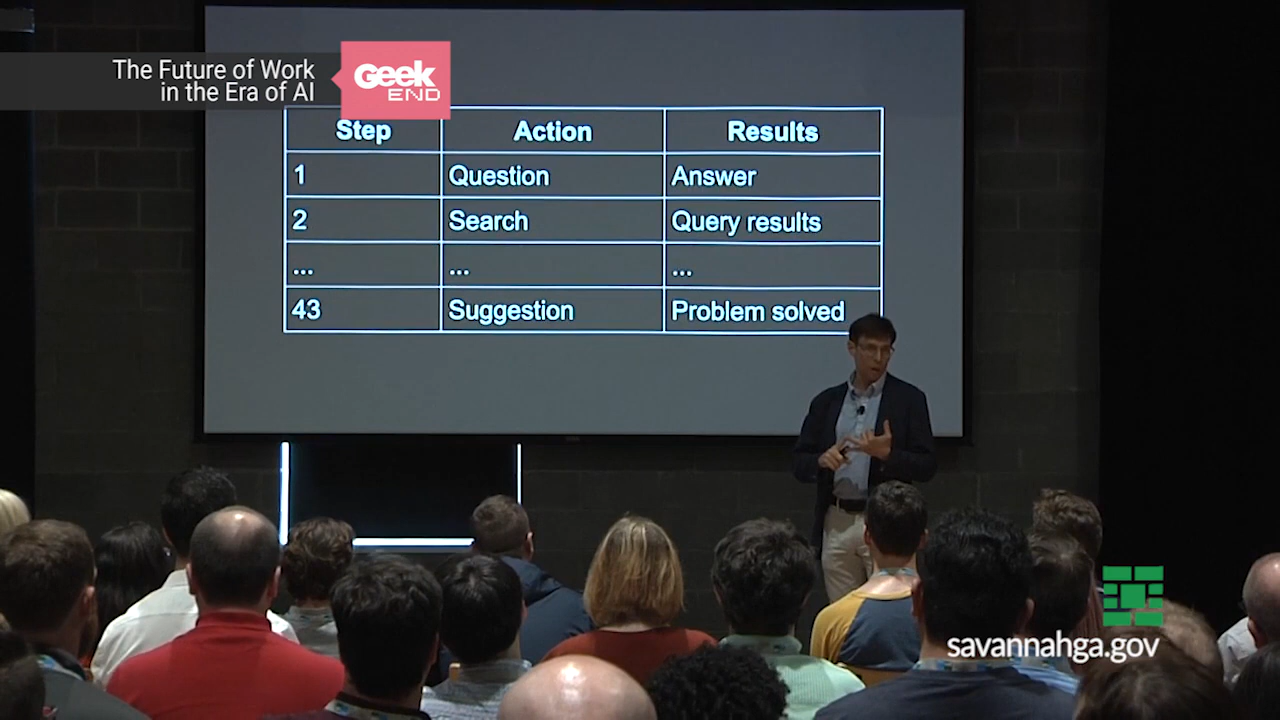 The Future of Work
in the Era of AI
Geek
END
Step Action Results
1 Question Answer
2 Search Query results
... ... ...
43 Suggestion Problem solved
savannahga.gov